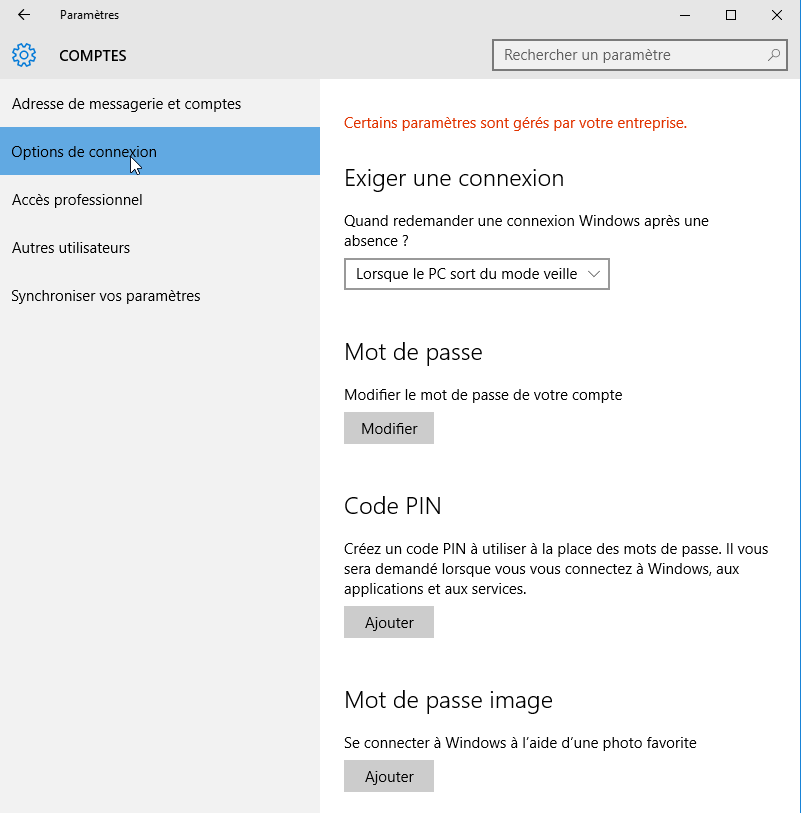 Paramètres
COMPTES
Rechercher un paramètre
Adresse de messagerie et comptes
Options de connexion
Accès professionnel
Autres utilisateurs
Synchroniser vos paramètres
Certains paramètres sont gérés par votre entreprise.
Exiger une connexion
Quand redemander une connexion Windows après une
absence ?
Lorsque le PC sort du mode veille
Mot de passe
Modifier le mot de passe de votre compte
Modifier
Code PIN
Créez un code PIN à utiliser à la place des mots de passe. Il vous
sera demandé lorsque vous vous connectez à Windows, aux
applications et aux services.
Ajouter
Mot de passe image
Se connecter à Windows à l’aide d’une photo favorite
Ajouter